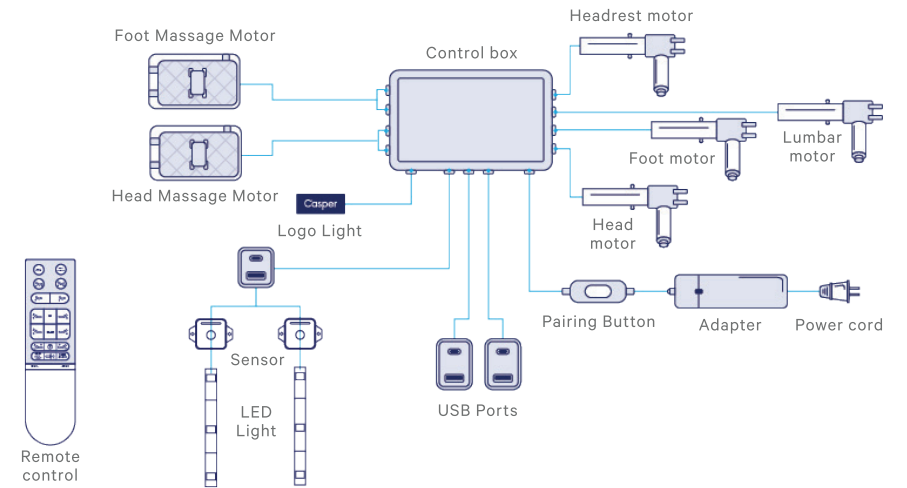 Headrest motor
Foot Massage Motor
Control box
Lumbar
motor
Foot motor
Head Massage Motor
Casper
Logo Light
Head
motor
Pairing Button
Adapter
Power cord
Sensor
LED
Light
USB Ports
Remote
control